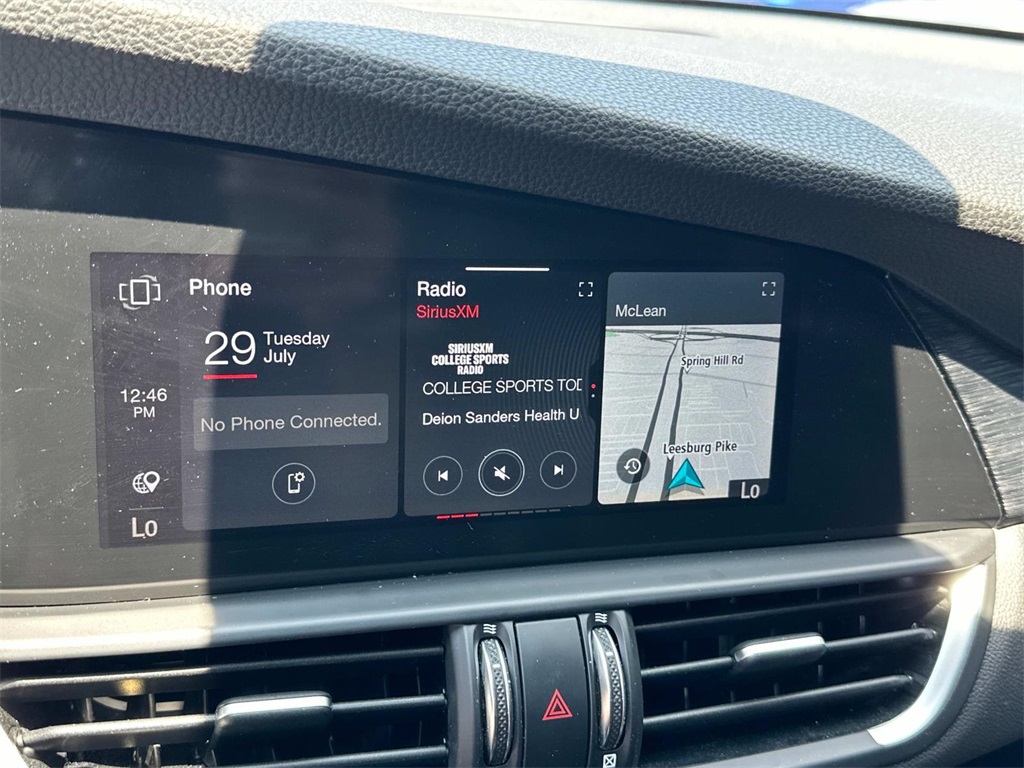 Phone
29 Tuesday
July
12:46
PM
No Phone Connected.
Lo
Radio
SiriusXM
SIRIUSXM
COLLEGE SPORTS
RADIO
COLLEGE SPORTS TOD
Deion Sanders Health U
McLean
Spring Hill Rd
Leesburg Pike
Lo